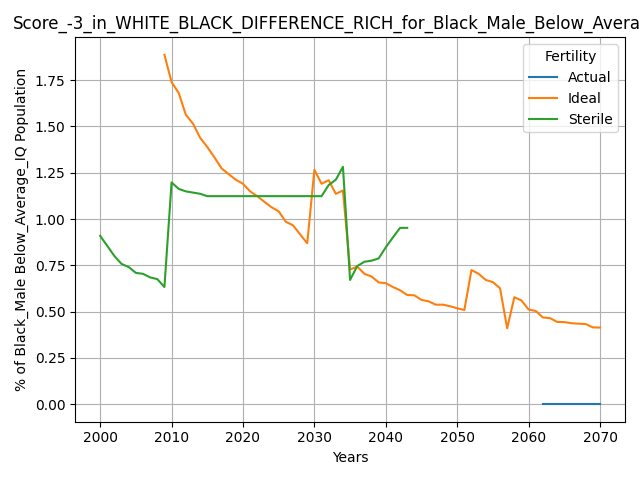 Score_-3_in_WHITE_BLACK_DIFFERENCE_RICH_for_Black_Male_Below_Avera
Fertility
Actual
Ideal
Sterile
% of Black_Male Below_Average_IQ Population
1.75
1.50
1.25
1.00
0.75
0.50
0.25
0.00
2000 2010 2020 2030 2040 2050 2060 2070
Years